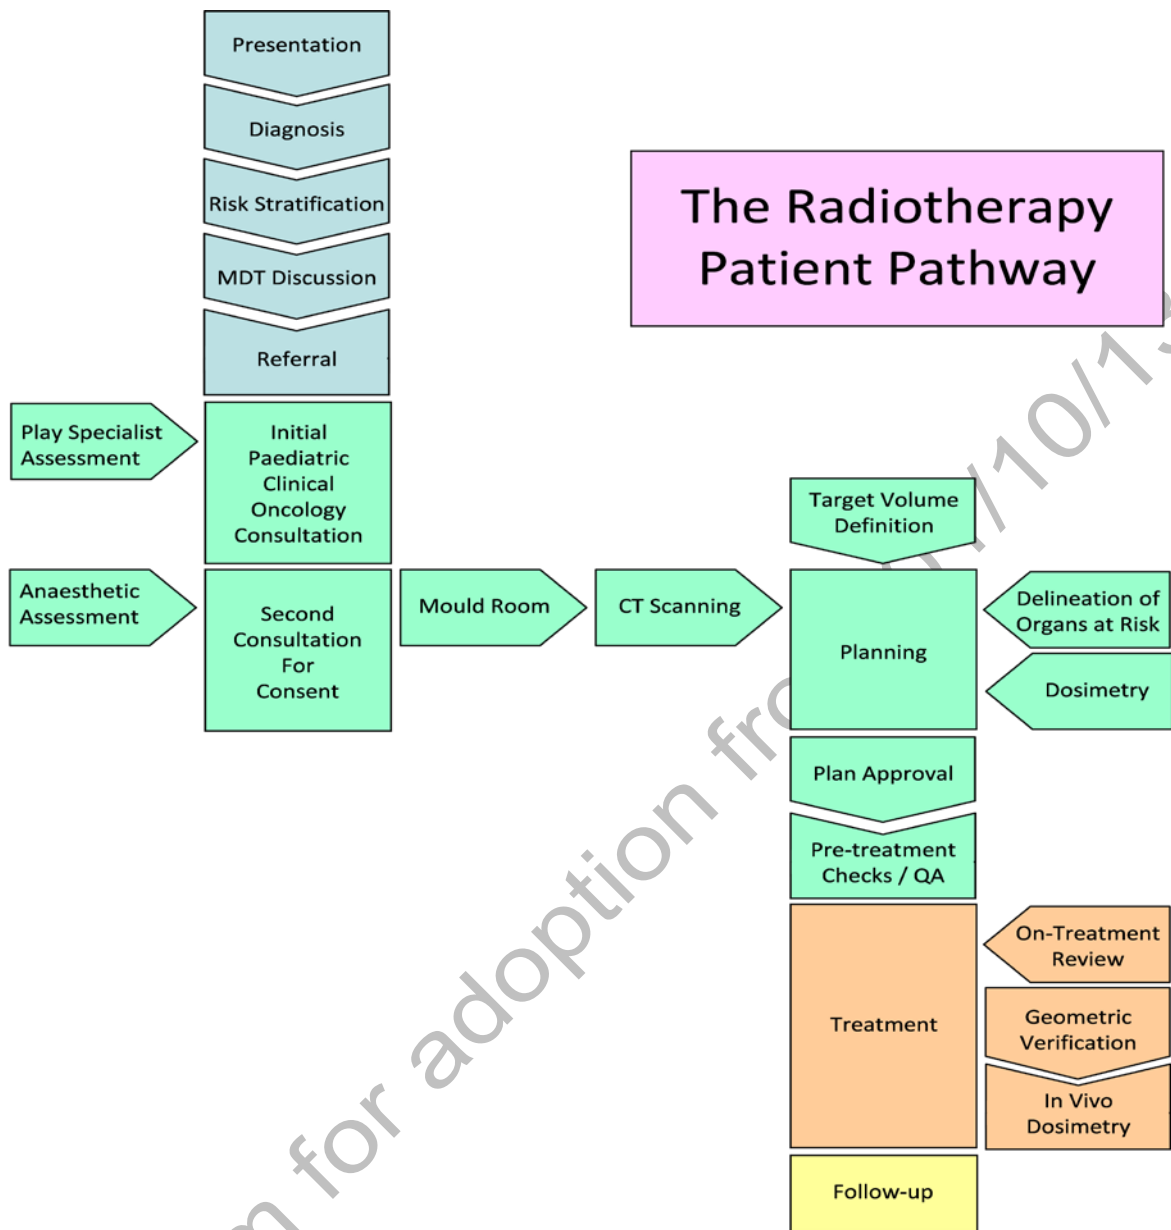 Presentation
Diagnosis
Risk Stratification
MDT Discussion
Referral
The Radiotherapy
Patient Pathway
Play Specialist
Assessment
Initial
Paediatric
Clinical
Oncology
Consultation
Anaesthetic
Assessment
Second
Consultation
For
Consent
Mould Room
CT Scanning
Target Volume
Definition
Planning
Delineation of
Organs at Risk
Dosimetry
Plan Approval
Pre-treatment
Checks / QA
Treatment
On-Treatment
Review
Geometric
Verification
In Vivo
Dosimetry
Follow-up
for adoption